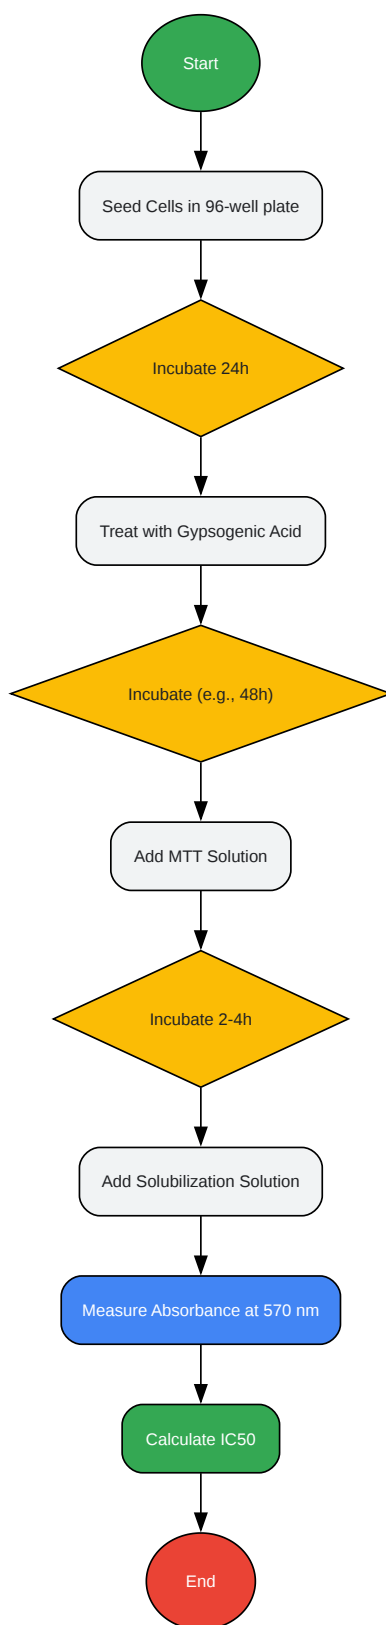 Start
Seed Cells in 96-well plate
Incubate 24h
Treat with Gypsogenic Acid
Incubate (e.g., 48h)
Add MTT Solution
Incubate 2-4h
Add Solubilization Solution
Measure Absorbance at 570 nm
Calculate IC50
End